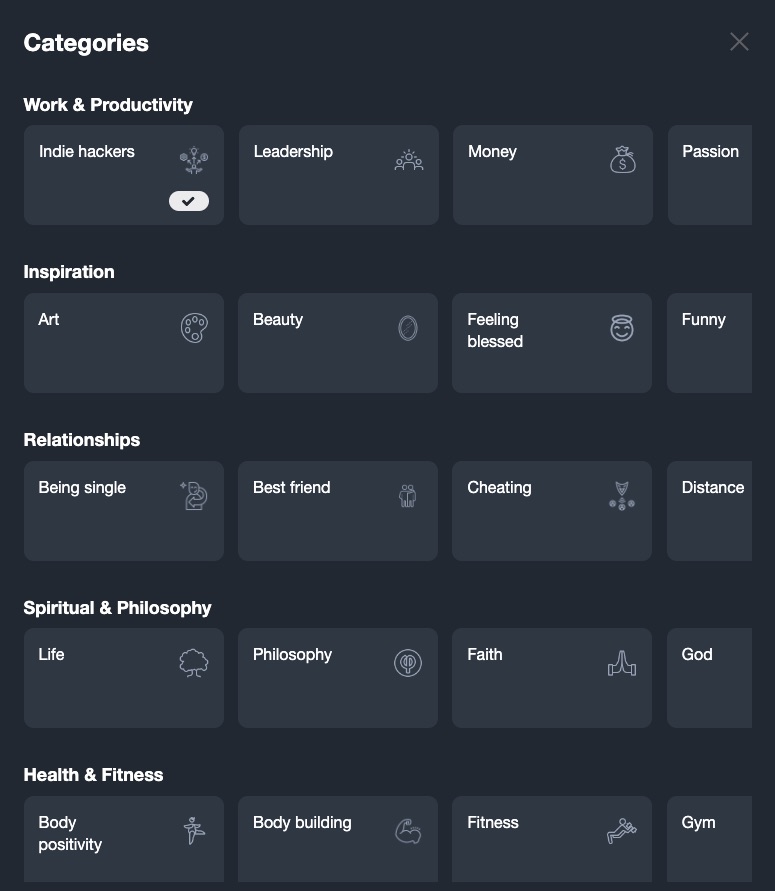 Categories
Work & Productivity
Indie hackers
Leadership
Money
$
Passion
Inspiration
Art
Beauty
Feeling
blessed
Funny
Relationships
Being single
Best friend
Cheating
Distance
Spiritual & Philosophy
Life
Philosophy
Faith
God
Health & Fitness
Body
positivity
Body building
Fitness
Gym